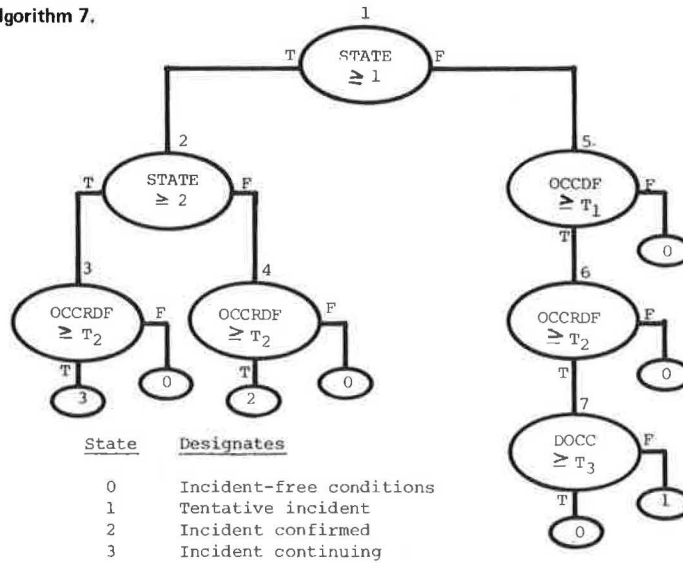 lgorithm 7.
1
STATE
≥ 1
T
F
2
STATE
≥ 2
T
F
5.
OCCDF
≥ T1
F
T
0
3
OCCRDF
≥ T2
F
T
0
3
4
OCCRDF
≥ T2
F
T
0
2
6
OCCRDF
≥ T2
F
T
0
7
DOCC
≥ T3
F
T
1
0
State Designates
0 Incident-free conditions
1 Tentative incident
2 Incident confirmed
3 Incident continuing